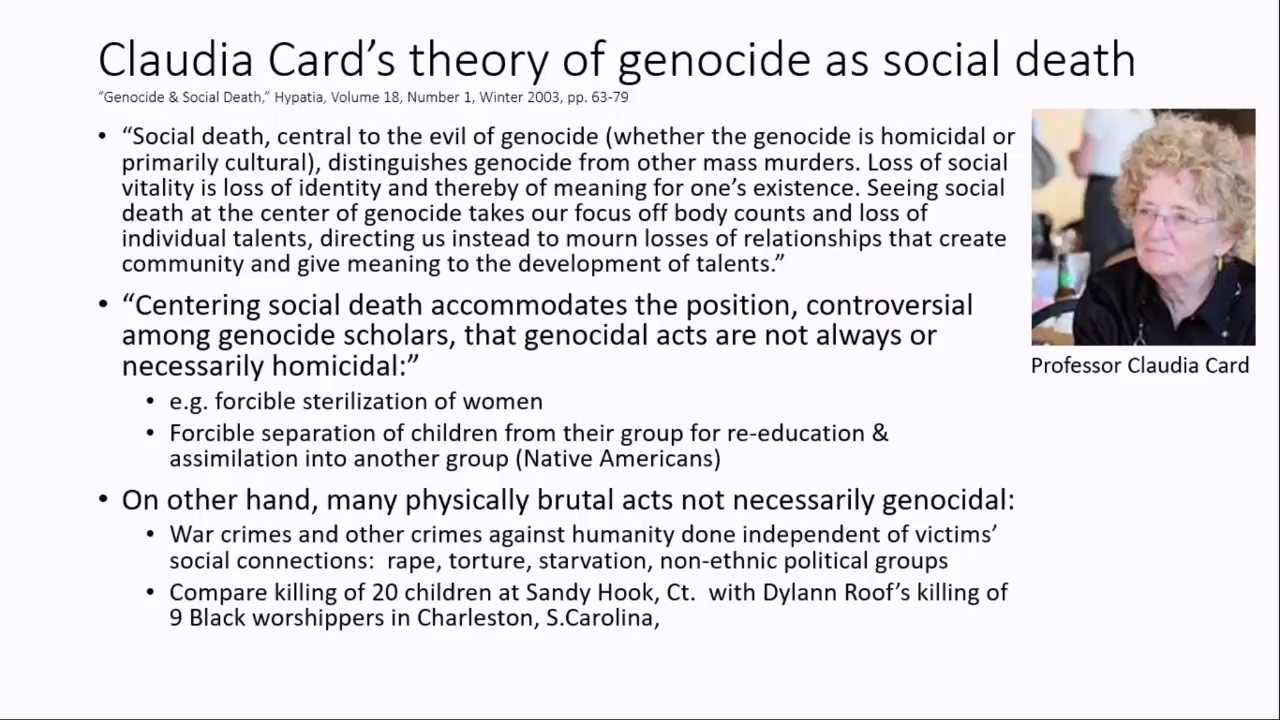 Claudia Card’s theory of genocide as social death
“Genocide & Social Death,” Hypatia, Volume 18, Number 1, Winter 2003, pp. 63-79
• “Social death, central to the evil of genocide (whether the genocide is homicidal or
primarily cultural), distinguishes genocide from other mass murders. Loss of social
vitality is loss of identity and thereby of meaning for one’s existence. Seeing social
death at the center of genocide takes our focus off body counts and loss of
individual talents, directing us instead to mourn losses of relationships that create
community and give meaning to the development of talents.”
• “Centering social death accommodates the position, controversial
among genocide scholars, that genocidal acts are not always or
necessarily homicidal:”
• e.g. forcible sterilization of women
• Forcible separation of children from their group for re-education &
assimilation into another group (Native Americans)
• On other hand, many physically brutal acts not necessarily genocidal:
• War crimes and other crimes against humanity done independent of victims’
social connections:  rape, torture, starvation, non-ethnic political groups
• Compare killing of 20 children at Sandy Hook, Ct.  with Dylann Roof’s killing of
9 Black worshippers in Charleston, S.Carolina,
Professor Claudia Card